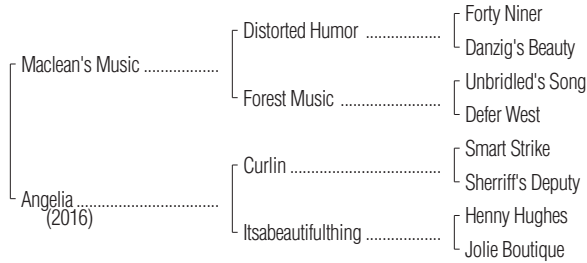 Forty Niner
Distorted Humor ..................
Danzig's Beauty
Maclean's Music ..................
Unbridled's Song
Forest Music ......................
Defer West
Smart Strike
Curlin ..............................
Sherriff's Deputy
Angelia ..................................
(2016)
Henny Hughes
Itsabeautifulthing ..................
Jolie Boutique